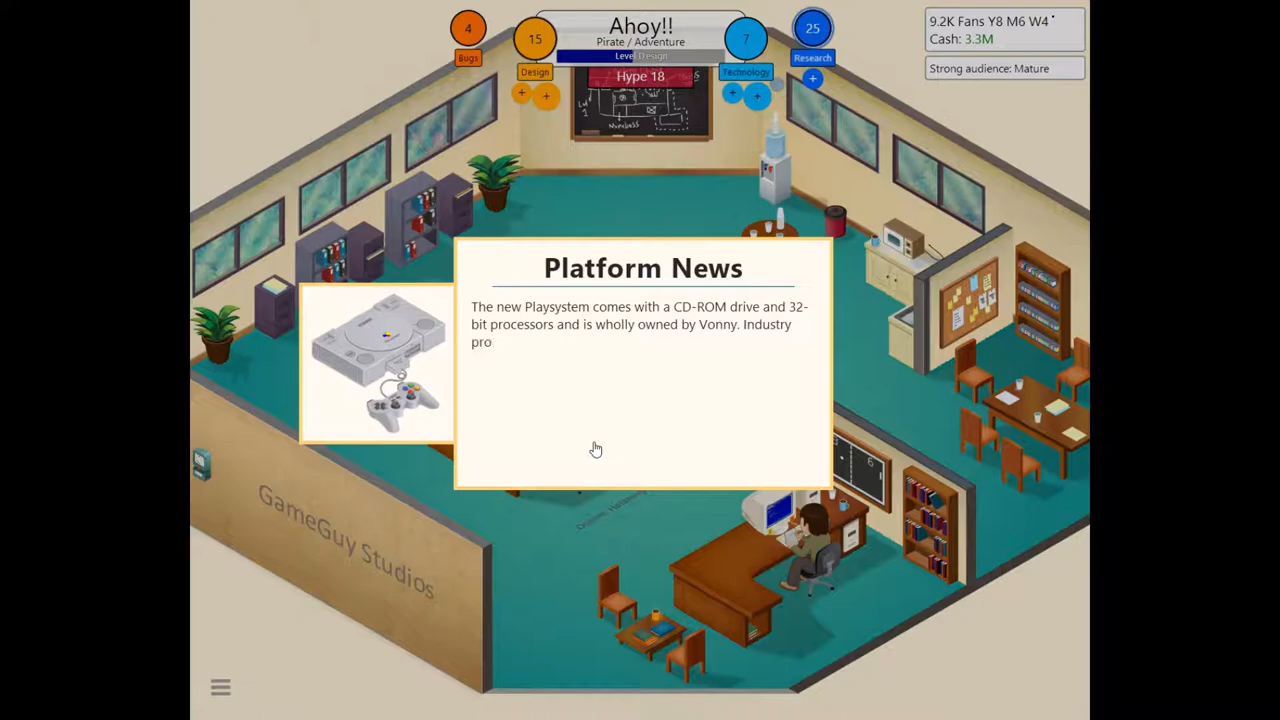 4
Bugs
15
Design
+
+
Ahoy!!
Pirate / Adventure
Level Design
Hype 18
7
Technology
+
+
25
Research
+
9.2K Fans Y8 M6 W4
Cash: 3.3M
Strong audience: Mature
Platform News
The new Playsystem comes with a CD-ROM drive and 32-
bit processors and is wholly owned by Vonny. Industry
pro
GameGuy Studios